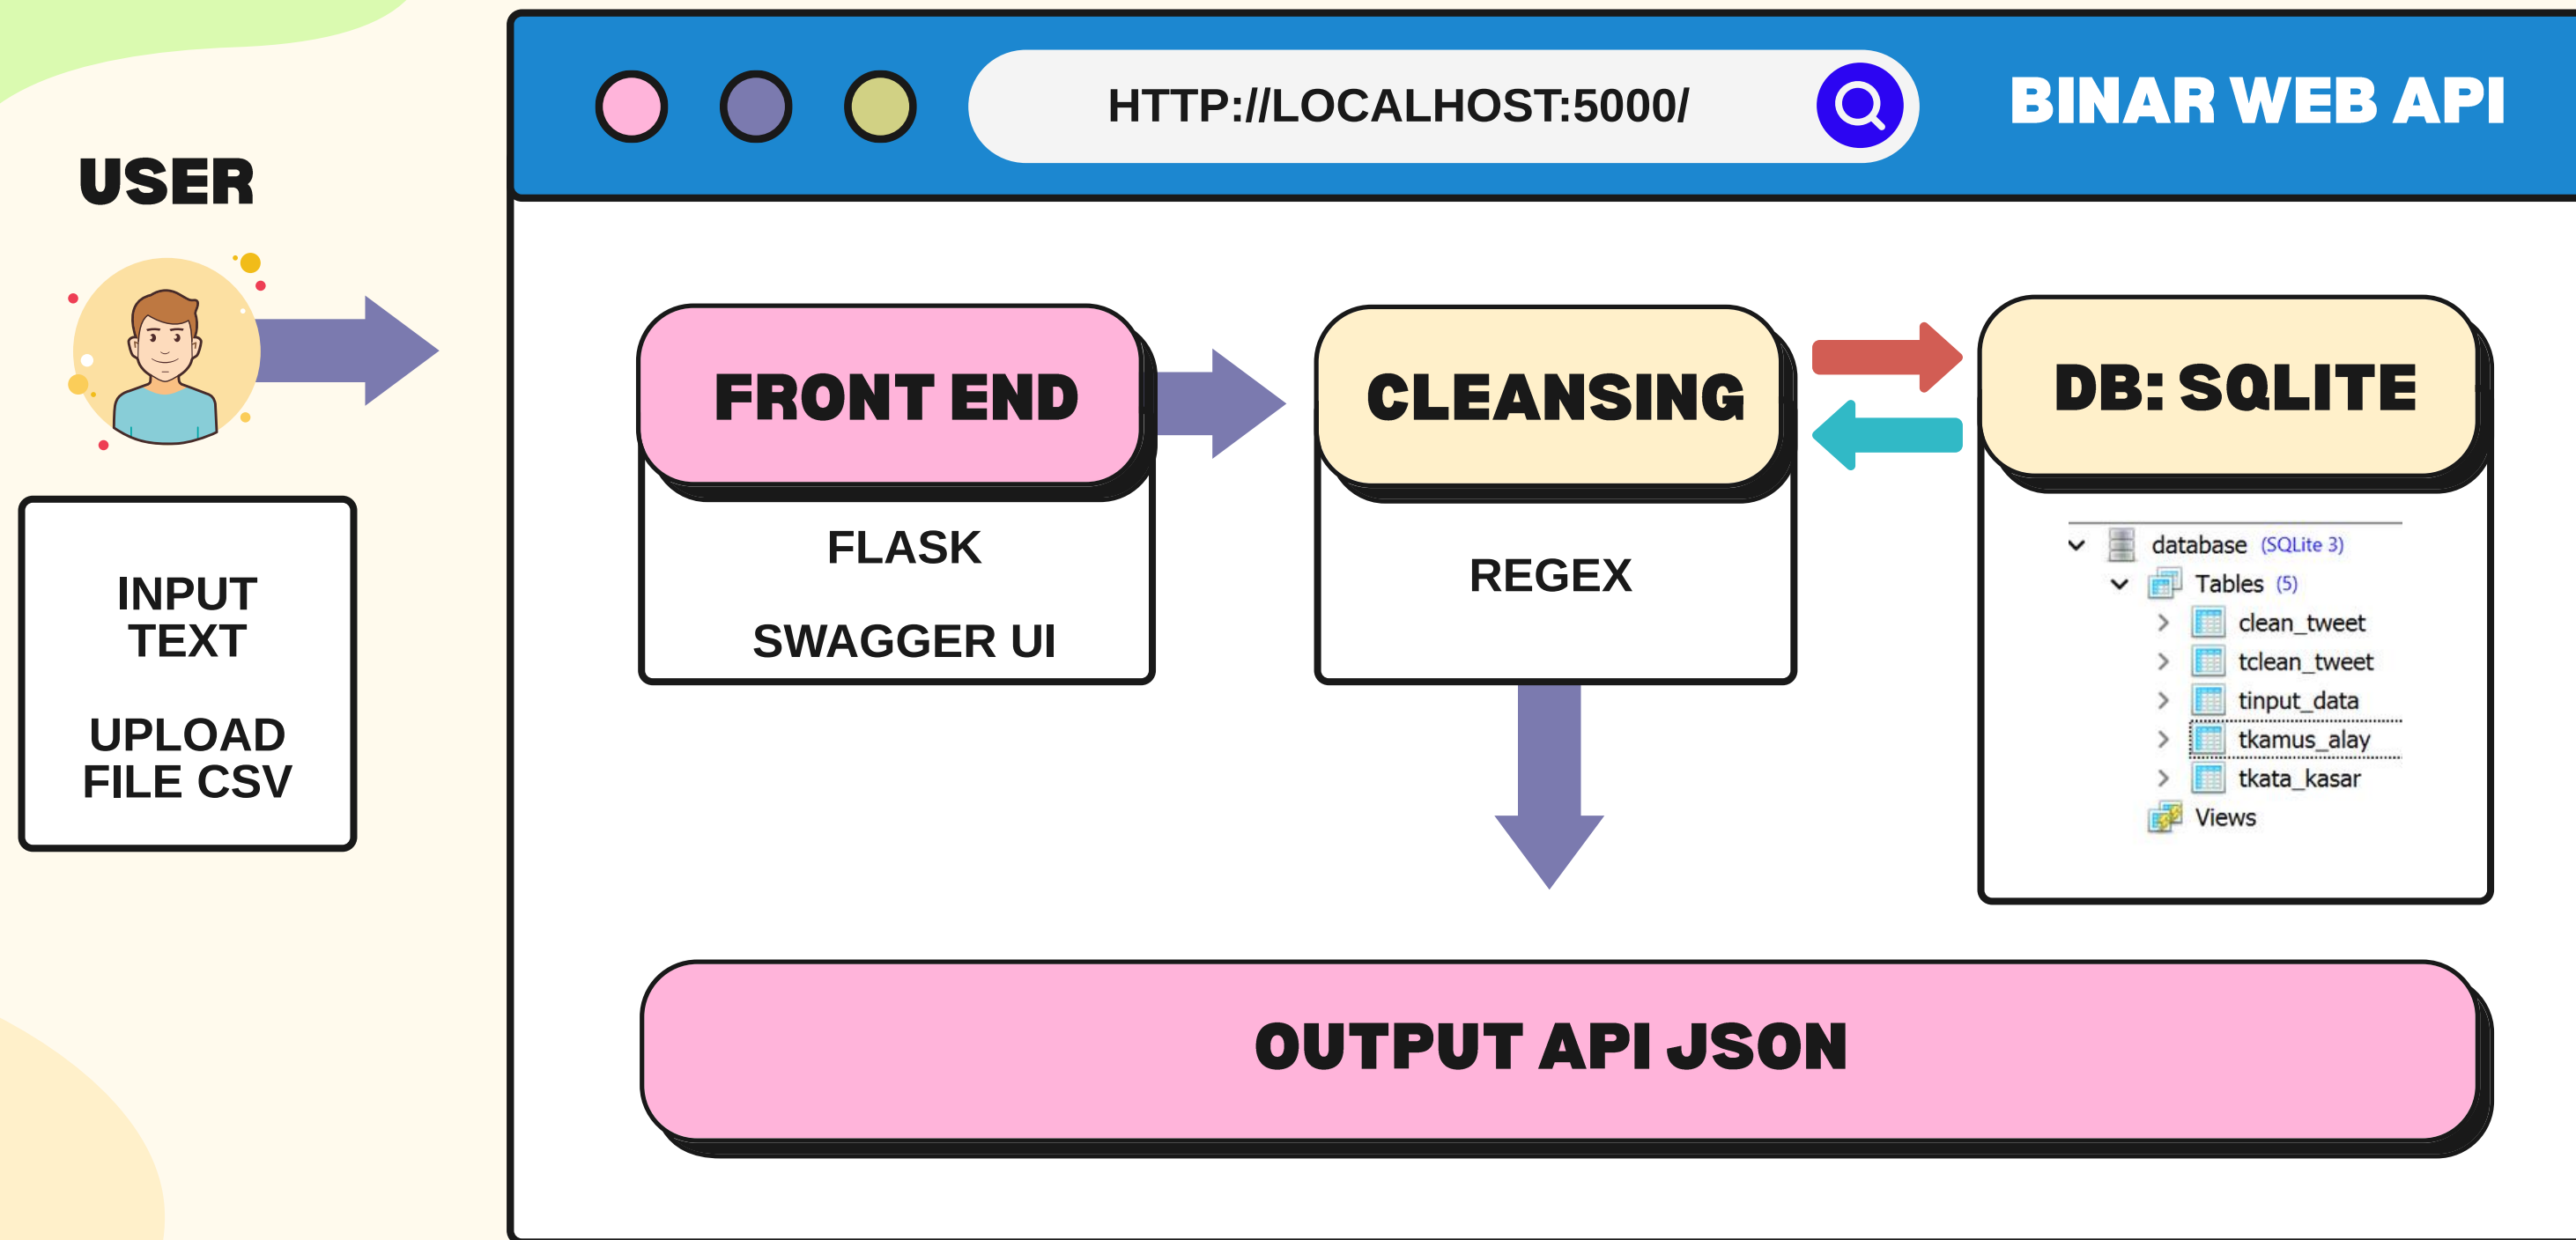 HTTP://LOCALHOST:5000/
BINAR WEB API
USER
INPUT
TEXT
UPLOAD
FILE CSV
FRONT END
FLASK
SWAGGER UI
CLEANSING
REGEX
DB: SQLITE
database (SQLite 3)
Tables (5)
clean_tweet
tclean_tweet
tinput_data
tkamus_alay
tkata_kasar
Views
OUTPUT API JSON